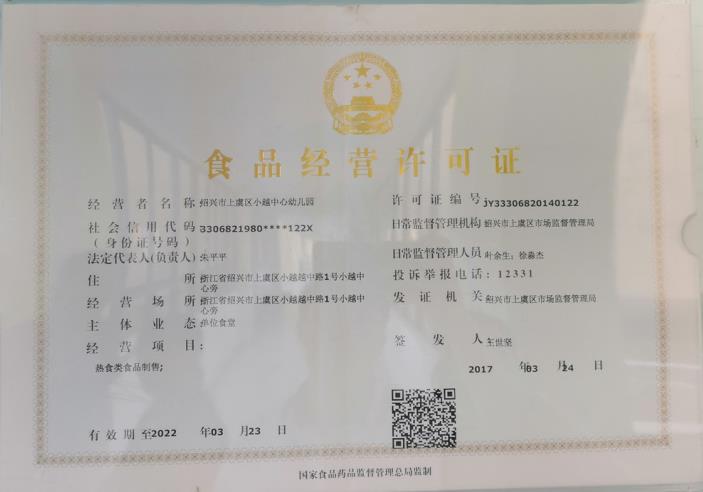 食品经营许可证
经营者名称 绍兴市上虞区小越中心幼儿园
社会信用代码 3306821980****122X
(身份证号码)
法定代表人(负责人) 朱平平
住所 浙江省绍兴市上虞区小越越中路1号小越中
心旁
经营场所 浙江省绍兴市上虞区小越越中路1号小越中
心旁
主体业态 单位食堂
经营项目:
热食类食品制售;
有效期至2022 年03 月23 日
许可证编号 JY33306820140122
日常监督管理机构 绍兴市上虞区市场监督管理局
日常监督管理人员 叶余生;徐淼杰
投诉举报电话:12331
发证机关 绍兴市上虞区市场监督管理局
签发人 王世坚
2017 年03 月24 日
国家食品药品监督管理总局监制